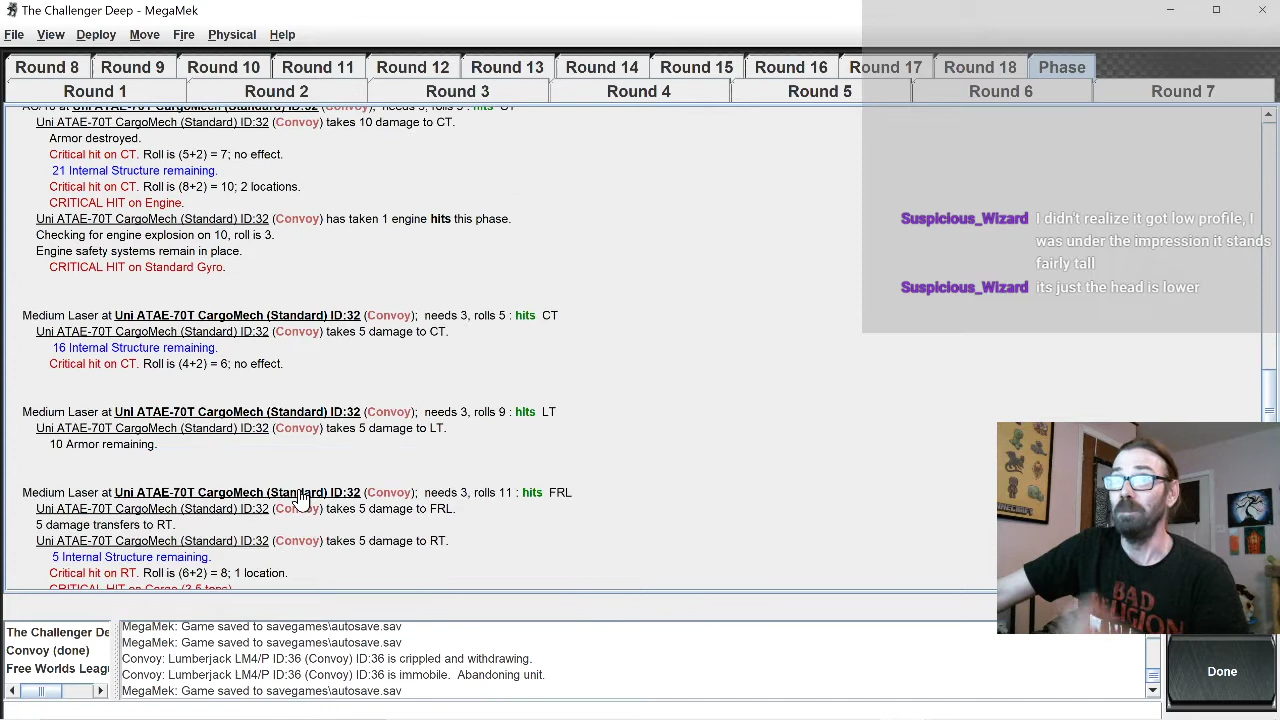 The Challenger Deep - MegaMek
File View Deploy Move Fire Physical Help
Round 8 Round 9 Round 10 Round 11 Round 12 Round 13 Round 14 Round 15 Round 16 Round 17 Round 18 Phase
Round 1 Round 2 Round 3 Round 4 Round 5 Round 6 Round 7
Uni ATAE-70T CargoMech (Standard) ID:32 (Convoy) takes 10 damage to CT.
Armor destroyed.
Critical hit on CT. Roll is (5+2) = 7; no effect.
21 Internal Structure remaining.
Critical hit on CT. Roll is (8+2) = 10; 2 locations.
CRITICAL HIT on Engine.
Uni ATAE-70T CargoMech (Standard) ID:32 (Convoy) has taken 1 engine hits this phase.
Checking for engine explosion on 10, roll is 3.
Engine safety systems remain in place.
CRITICAL HIT on Standard Gyro.
Medium Laser at Uni ATAE-70T CargoMech (Standard) ID:32 (Convoy); needs 3, rolls 5 : hits CT
Uni ATAE-70T CargoMech (Standard) ID:32 (Convoy) takes 5 damage to CT.
16 Internal Structure remaining.
Critical hit on CT. Roll is (4+2) = 6; no effect.
Medium Laser at Uni ATAE-70T CargoMech (Standard) ID:32 (Convoy); needs 3, rolls 9 : hits LT
Uni ATAE-70T CargoMech (Standard) ID:32 (Convoy) takes 5 damage to LT.
10 Armor remaining.
Medium Laser at Uni ATAE-70T CargoMech (Standard) ID:32 (Convoy); needs 3, rolls 11 : hits FRL
Uni ATAE-70T CargoMech (Standard) ID:32 (Convoy) takes 5 damage to FRL.
5 damage transfers to RT.
Uni ATAE-70T CargoMech (Standard) ID:32 (Convoy) takes 5 damage to RT.
5 Internal Structure remaining.
Critical hit on RT. Roll is (6+2) = 8; 1 location.
CRITICAL HIT on Cargo (3.5 tons)
Suspicious_Wizard I didn't realize it got low profile, I
was under the impression it stands
fairly tall
Suspicious_Wizard its just the head is lower
BAD
RELIGION
The Challenger De
Convoy (done)
Free Worlds Leag
MegaMek: Game saved to savegames\autosave.sav
MegaMek: Game saved to savegames\autosave.sav
Convoy: Lumberjack LM4/P ID:36 (Convoy) ID:36 is crippled and withdrawing.
Convoy: Lumberjack LM4/P ID:36 (Convoy) ID:36 is immobile. Abandoning unit.
MegaMek: Game saved to savegames\autosave.sav
Done